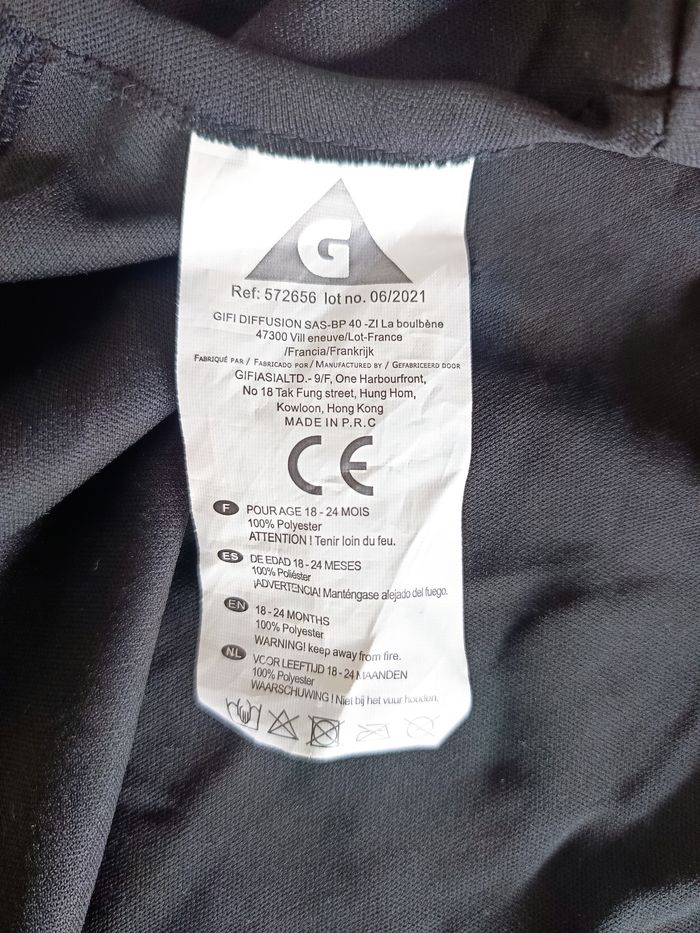 G
Ref: 572656 lot no. 06/2021
GIFI DIFFUSION SAS-BP 40 -ZI La boulbène
47300 Vill eneuve/Lot-France
/Francia/Frankrijk
FABRIQUÉ PAR / FABRICADO POR / MANUFACTURED BY / GEFABRICEERD DOOR
GIFIASIALTD.- 9/F, One Harbourfront,
No 18 Tak Fung street, Hung Hom,
Kowloon, Hong Kong
MADE IN P.R.C
CE
F POUR AGE 18 - 24 MOIS
100% Polyester
ATTENTION ! Tenir loin du feu.
ES DE EDAD 18 - 24 MESES
100% Poliéster
¡ADVERTENCIA! Manténgase alejado del fuego.
EN 18 - 24 MONTHS
100% Polyester
WARNING! keep away from fire.
NL VOOR LEEFTIJD 18 - 24 MAANDEN
100% Polyester
WAARSCHUWING ! Niet bij het vuur houden.